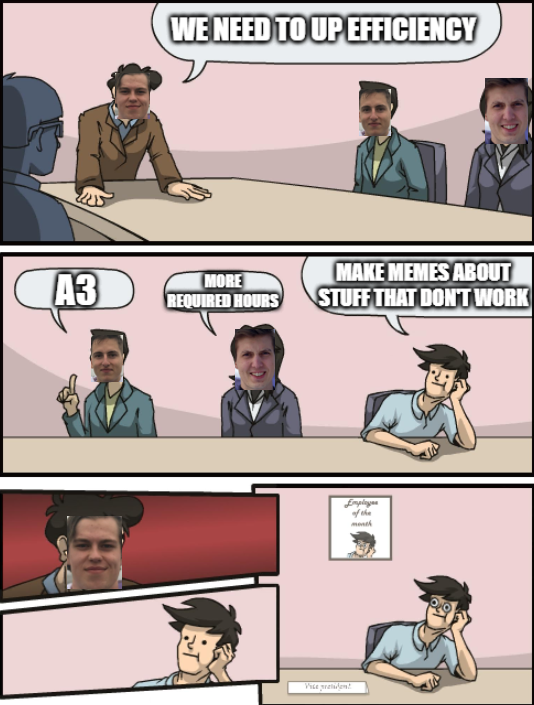 WE NEED TO UP EFFICIENCY
A3
MORE
REQUIRED HOURS
MAKE MEMES ABOUT
STUFF THAT DON'T WORK
Employee
of the
month
Vice president